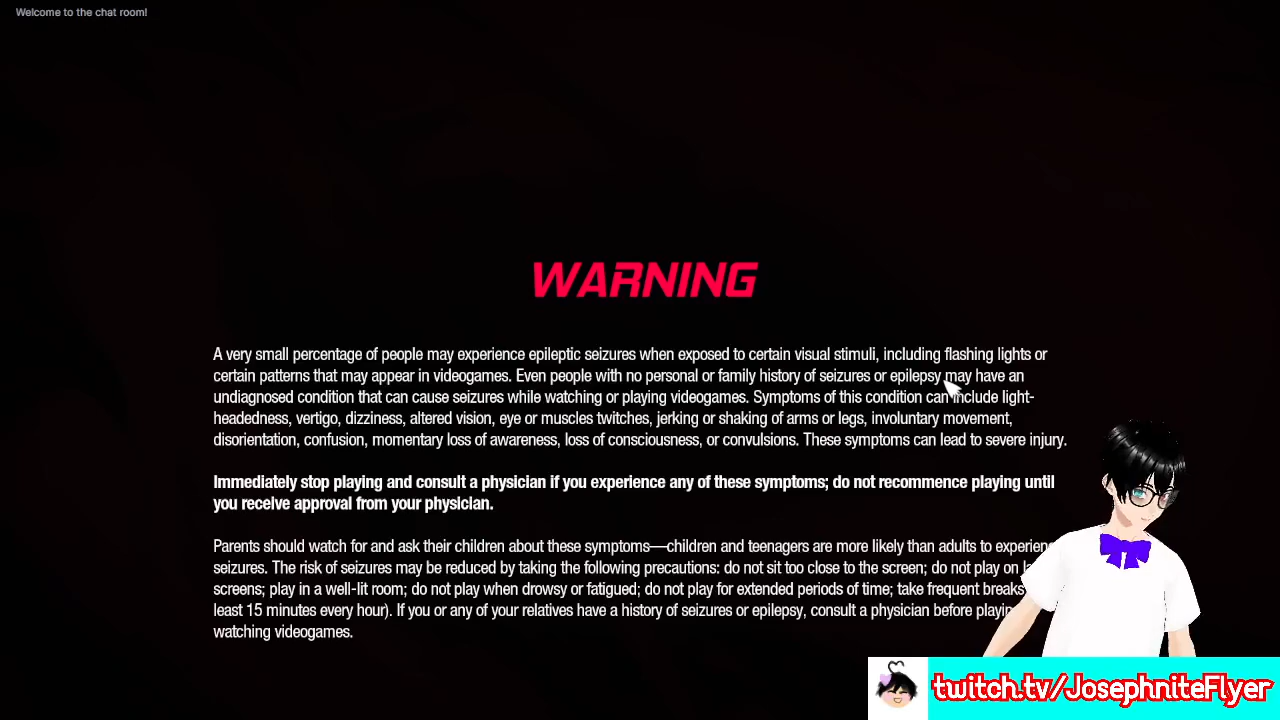 Welcome to the chat room!
WARNING
A very small percentage of people may experience epileptic seizures when exposed to certain visual stimuli, including flashing lights or
certain patterns that may appear in videogames. Even people with no personal or family history of seizures or epilepsy may have an
undiagnosed condition that can cause seizures while watching or playing videogames. Symptoms of this condition can include light-
headedness, vertigo, dizziness, altered vision, eye or muscles twitches, jerking or shaking of arms or legs, involuntary movement,
disorientation, confusion, momentary loss of awareness, loss of consciousness, or convulsions. These symptoms can lead to severe injury.
Immediately stop playing and consult a physician if you experience any of these symptoms; do not recommence playing until
you receive approval from your physician.
Parents should watch for and ask their children about these symptoms—children and teenagers are more likely than adults to
seizures. The risk of seizures may be reduced by taking the following precautions: do not sit too close to the screen; do not play on
screens; play in a well-lit room; do not play when drowsy or fatigued; do not play for extended periods of time; take frequent breaks
least 15 minutes every hour). If you or any of your relatives have a history of seizures or epilepsy, consult a physician before
watching videogames.
twitch.tv/JosephniteFlyer